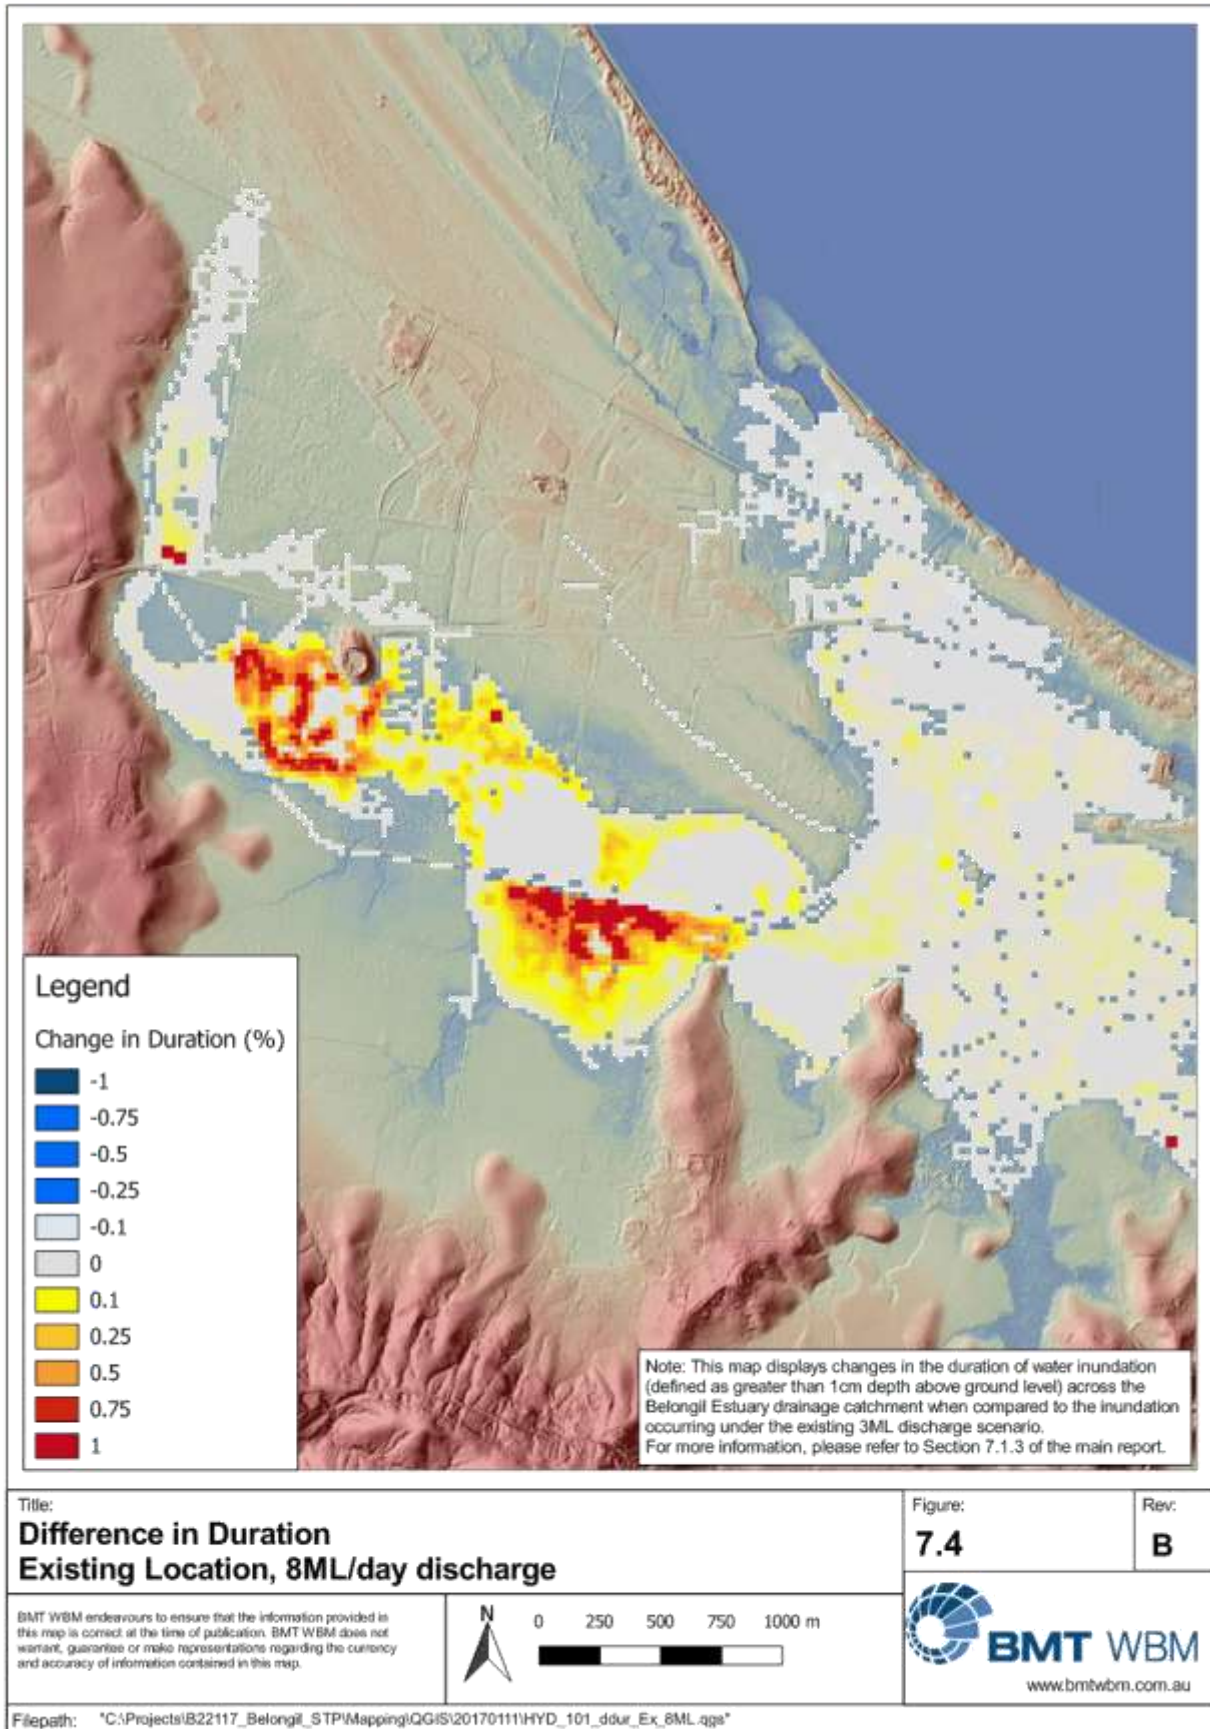 Legend
Change in Duration (%)
-1
-0.75
-0.5
-0.25
-0.1
0
0.1
0.25
0.5
0.75
1
Note: This map displays changes in the duration of water inundation
(defined as greater than 1cm depth above ground level) across the
Belongil Estuary drainage catchment when compared to the inundation
occurring under the existing 3ML discharge scenario.
For more information, please refer to Section 7.1.3 of the main report.
Title:
Difference in Duration
Existing Location, 8ML/day discharge
Figure:
7.4
Rev:
B
BMT WBM endeavours to ensure that the information provided in
this map is correct at the time of publication. BMT WBM does not
warrant, guarantee or make representations regarding the currency
and accuracy of information contained in this map.
N
0 250 500 750 1000 m
BMT WBM
www.bmtwbm.com.au
Filepath: "C:\Projects\B22117_Belongil_STP\Mapping\QGIS\20170111\HYD_101_ddur_Ex_8ML.qgs"